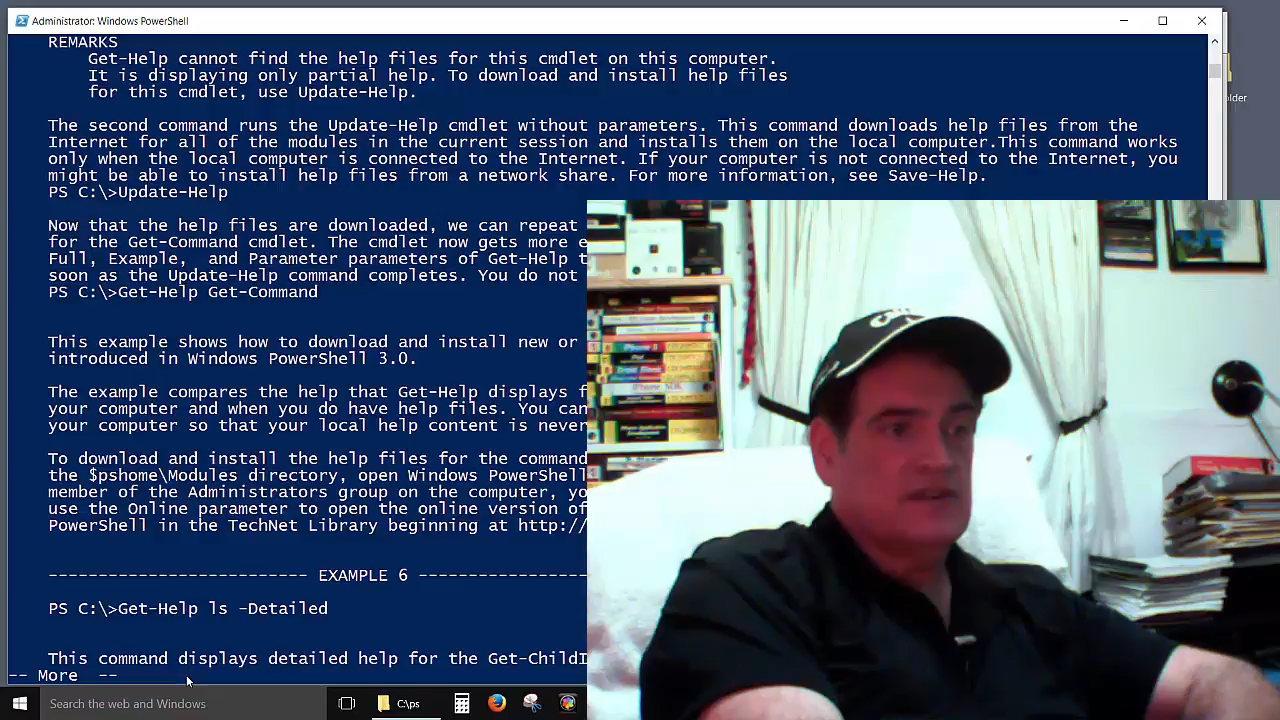 Administrator: Windows PowerShell
REMARKS
Get-Help cannot find the help files for this cmdlet on this computer.
It is displaying only partial help. To download and install help files
for this cmdlet, use Update-Help.
The second command runs the Update-Help cmdlet without parameters. This command downloads help files from the
Internet for all of the modules in the current session and installs them on the local computer.This command works
only when the local computer is connected to the Internet. If your computer is not connected to the Internet, you
might be able to install help files from a network share. For more information, see Save-Help.
PS C:\>Update-Help
Now that the help files are downloaded, we can repeat
for the Get-Command cmdlet. The cmdlet now gets more
Full, Example,  and Parameter parameters of Get-Help
soon as the Update-Help command completes. You do not
PS C:\>Get-Help Get-Command
This example shows how to download and install new or
introduced in Windows PowerShell 3.0.
The example compares the help that Get-Help displays
your computer and when you do have help files. You can
your computer so that your local help content is never
To download and install the help files for the command
the $pshome\Modules directory, open Windows PowerShell
member of the Administrators group on the computer,
use the Online parameter to open the online version of
PowerShell in the TechNet Library beginning at http://
-------------------------- EXAMPLE 6 -----------------
PS C:\>Get-Help ls -Detailed
This command displays detailed help for the
-- More  --
Search the web and Windows
C:\ps